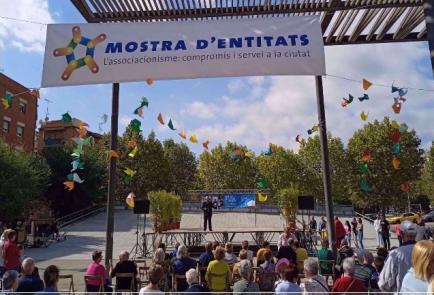 MOSTRA D'ENTITATS
L'associacionisme: compromís i servei a la ciutat